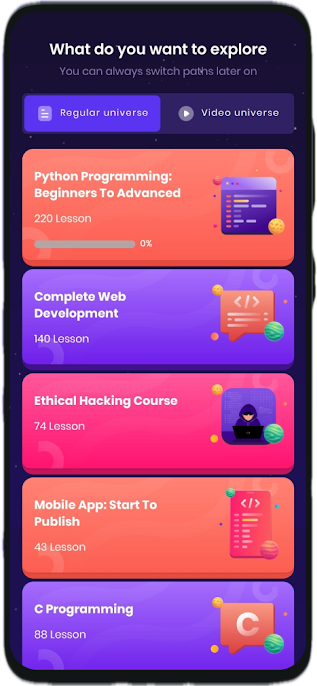 What do you want to explore
You can always switch paths later on
Regular universe
Video universe
Python Programming:
Beginners To Advanced
220 Lesson
0%
Complete Web
Development
</>
140 Lesson
Ethical Hacking Course
74 Lesson
Mobile App: Start To
Publish
</>
43 Lesson
C Programming
C
88 Lesson